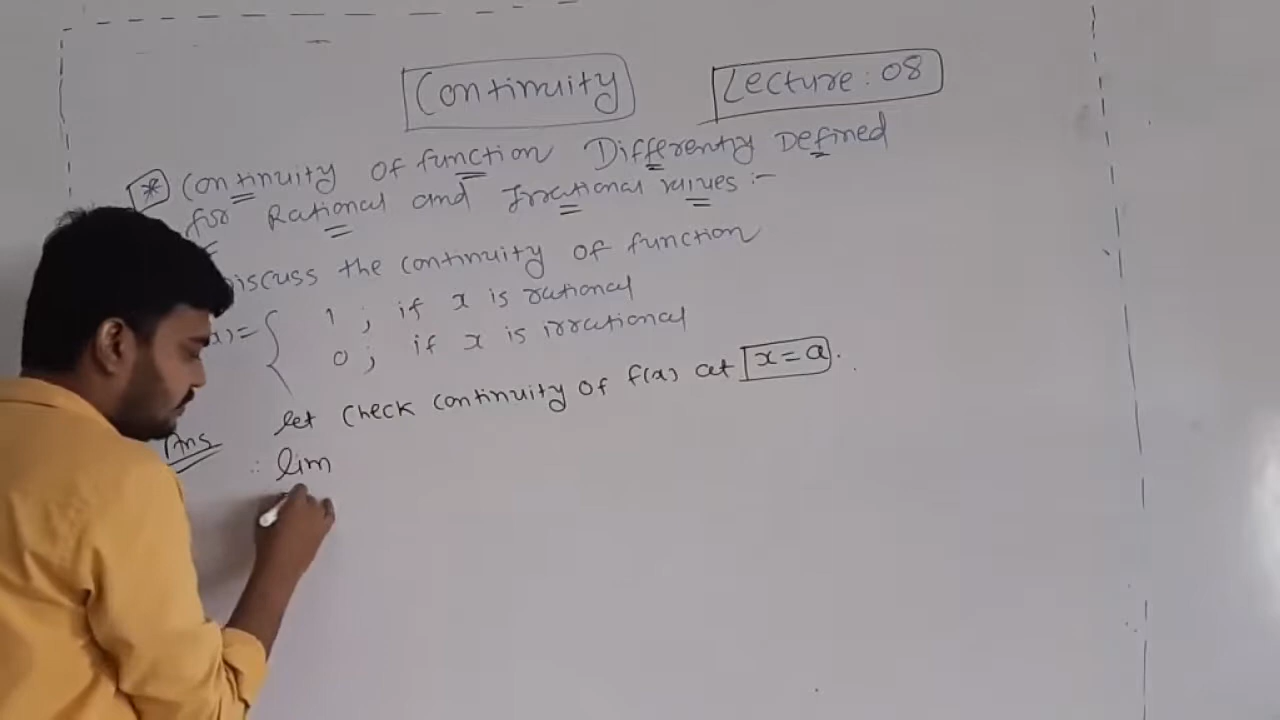 Continuity
Lecture: 08
* Continuity of function Differently Defined
for Rational and Irrational values :-
Discuss the continuity of function
x) = { 1 ; if x is rational
0 ; if x is irrational
Ans
let check continuity of f(x) at x = a .
∴ lim